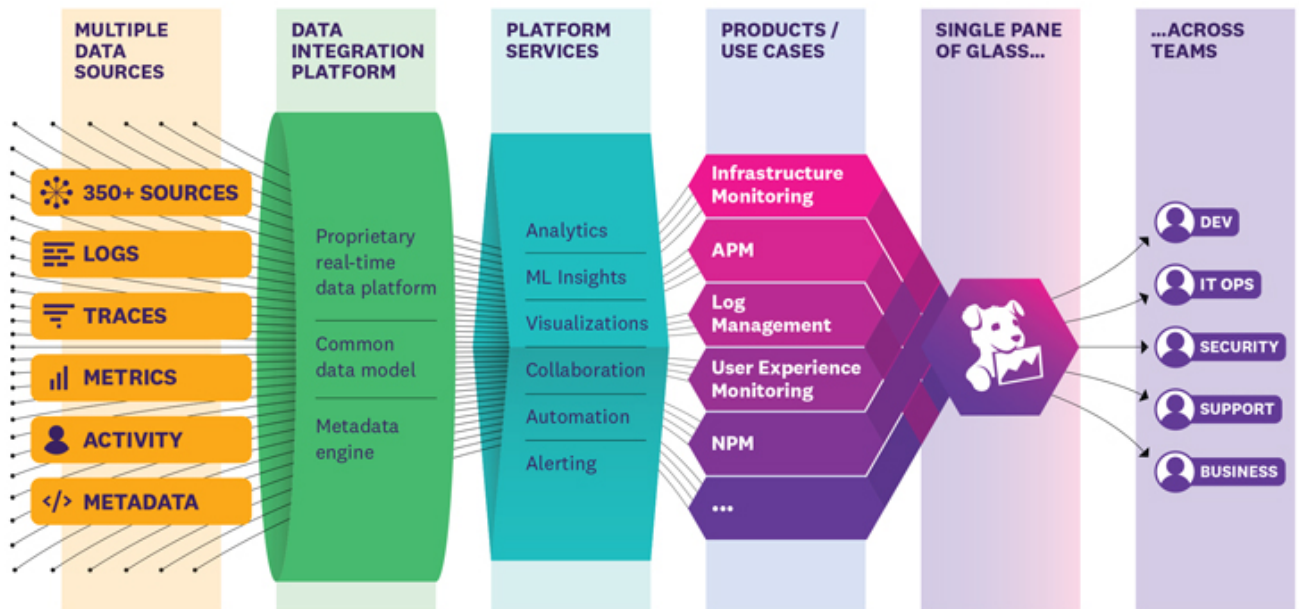 MULTIPLE
DATA
SOURCES
DATA
INTEGRATION
PLATFORM
PLATFORM
SERVICES
PRODUCTS /
USE CASES
SINGLE PANE
OF GLASS...
...ACROSS
TEAMS
350+ SOURCES
LOGS
TRACES
METRICS
ACTIVITY
</> METADATA
Proprietary
real-time
data platform
Common
data model
Metadata
engine
Analytics
ML Insights
Visualizations
Collaboration
Automation
Alerting
Infrastructure
Monitoring
APM
Log
Management
User Experience
Monitoring
NPM
...
DEV
IT OPS
SECURITY
SUPPORT
BUSINESS